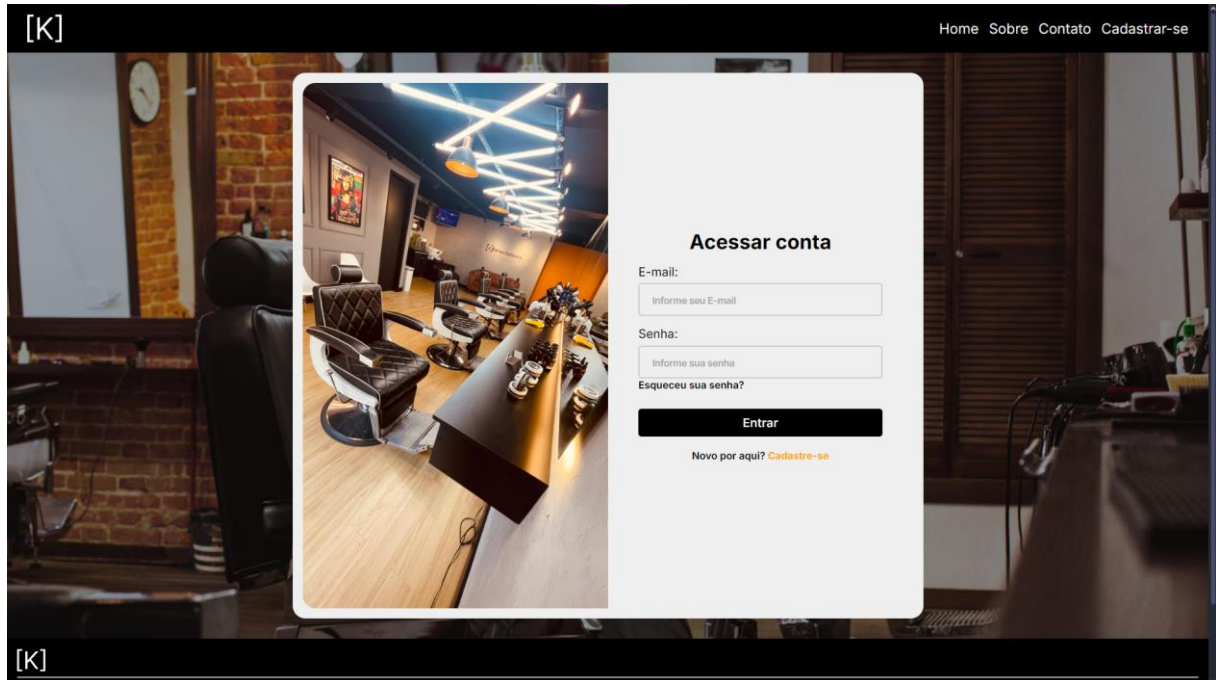 [K]
Home Sobre Contato Cadastrar-se
Acessar conta
E-mail:
Informe seu E-mail
Senha:
Informe sua senha
Esqueceu sua senha?
Entrar
Novo por aqui? Cadastre-se
[K]